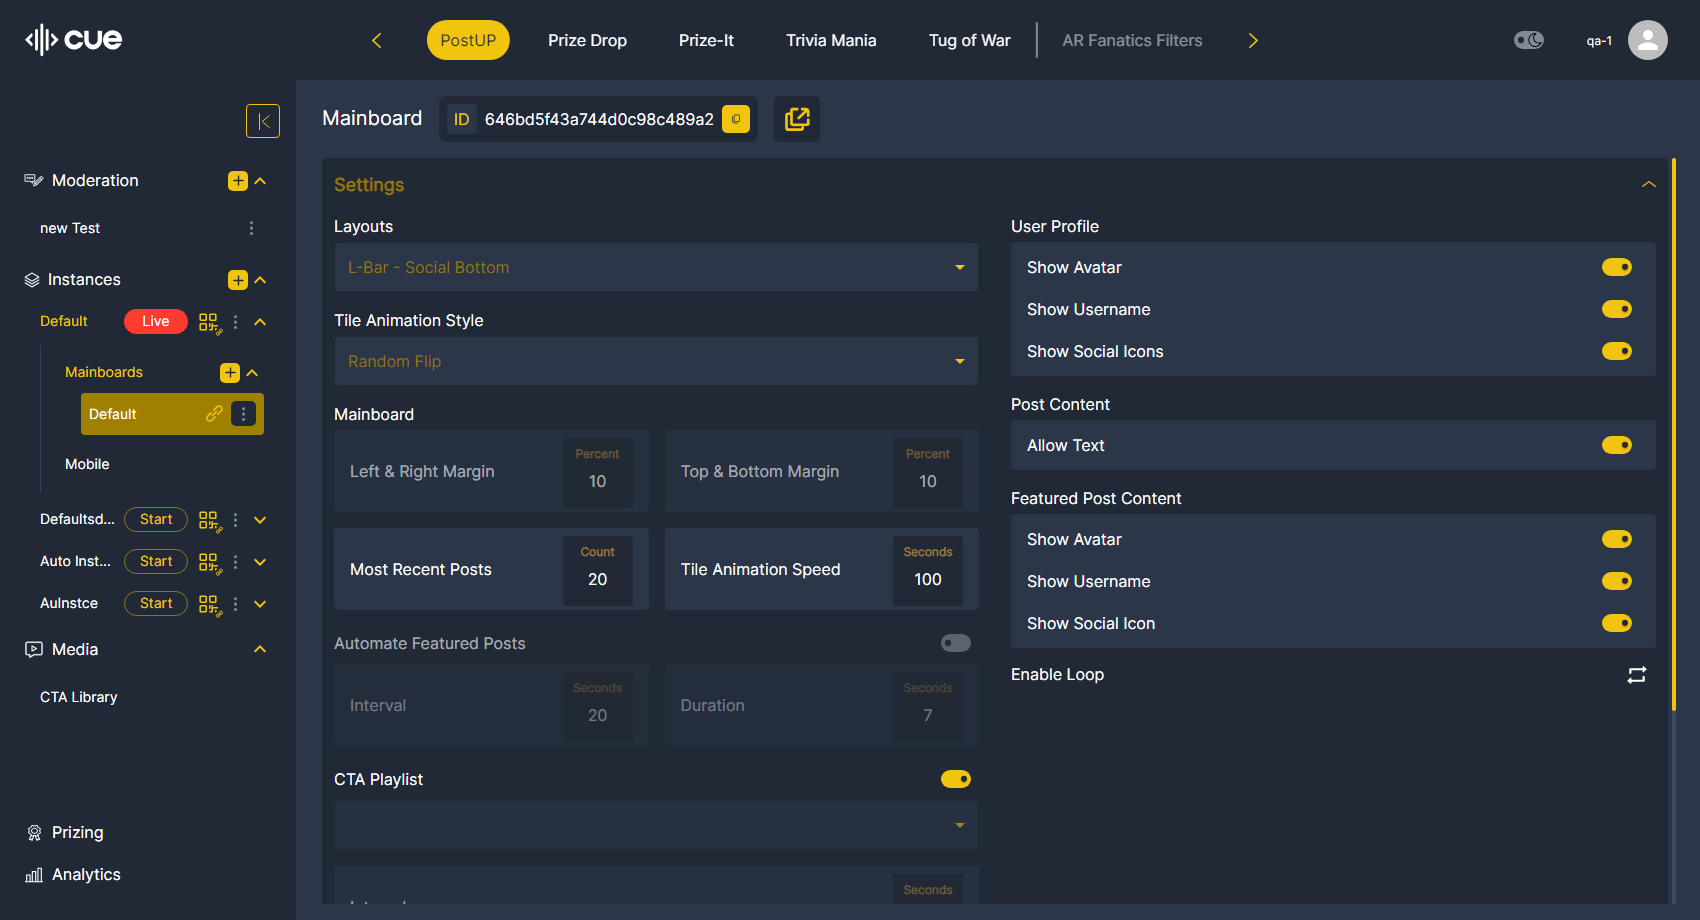 cue
PostUP
Prize Drop
Prize-It
Trivia Mania
Tug of War
AR Fanatics Filters
qa-1
Moderation
new Test
Instances
Default
Live
Mainboards
Default
Mobile
Defaultsd...
Start
Auto Inst...
Start
AuInstce
Start
Media
CTA Library
Prizing
Analytics
Mainboard
ID
646bd5f43a744d0c98c489a2
Settings
Layouts
L-Bar - Social Bottom
Tile Animation Style
Random Flip
Mainboard
Left & Right Margin
Percent
10
Top & Bottom Margin
Percent
10
Most Recent Posts
Count
20
Tile Animation Speed
Seconds
100
Automate Featured Posts
Interval
Seconds
20
Duration
Seconds
7
CTA Playlist
Seconds
User Profile
Show Avatar
Show Username
Show Social Icons
Post Content
Allow Text
Featured Post Content
Show Avatar
Show Username
Show Social Icon
Enable Loop